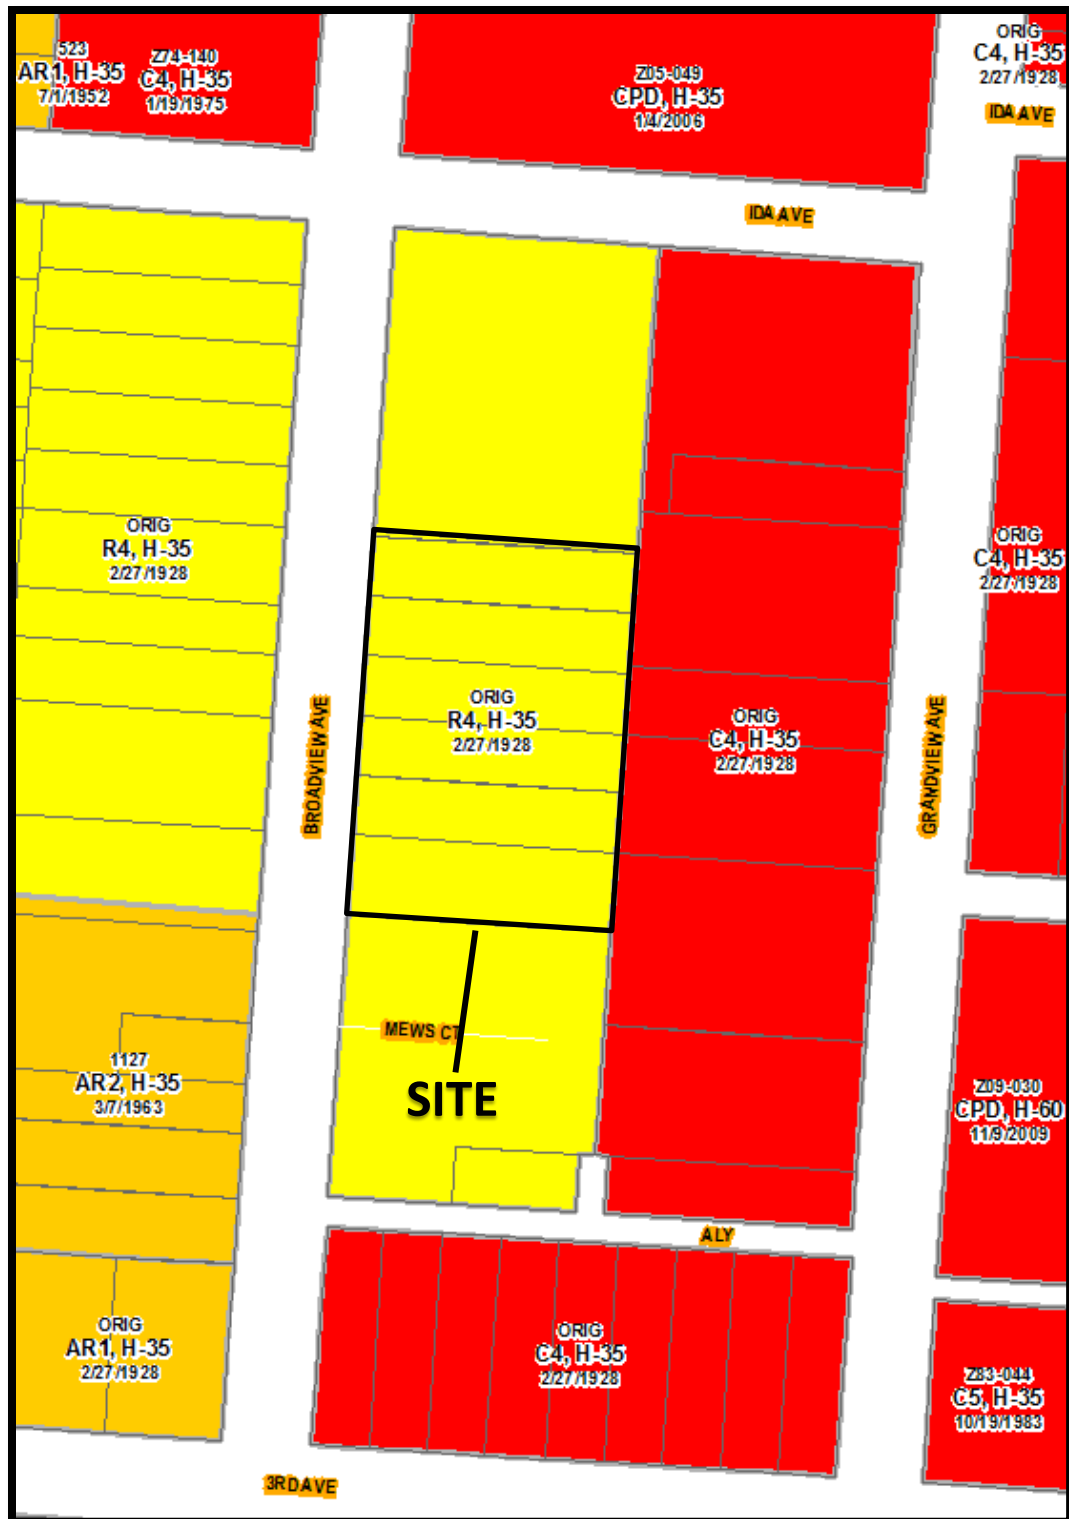 523
AR1, H-35
7/1/1952
Z74-140
C4, H-35
1/19/1975
Z05-049
CPD, H-35
1/4/2006
ORIG
C4, H-35
2/27/1928
IDA AVE
IDA AVE
ORIG
R4, H-35
2/27/1928
ORIG
C4, H-35
2/27/1928
ORIG
R4, H-35
2/27/1928
ORIG
C4, H-35
2/27/1928
BROADVIEW AVE
GRANDVIEW AVE
MEWS CT
SITE
1127
AR2, H-35
3/7/1963
Z09-030
CPD, H-60
11/9/2009
ALY
ORIG
AR1, H-35
2/27/1928
ORIG
C4, H-35
2/27/1928
Z83-044
C5, H-35
10/19/1983
3RD AVE